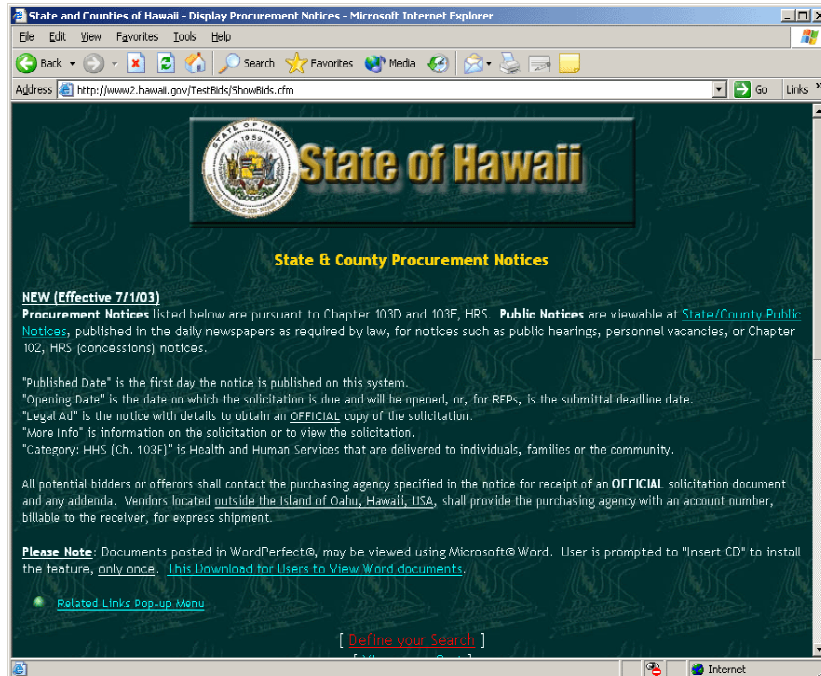 State and Counties of Hawaii - Display Procurement Notices - Microsoft Internet Explorer
File Edit View Favorites Tools Help
Back Search Favorites Media
Address http://www2.hawaii.gov/TestBids/ShowBids.cfm Go Links
STATE OF HAWAII
1959
State of Hawaii
State & County Procurement Notices
NEW (Effective 7/1/03)
Procurement Notices listed below are pursuant to Chapter 103D and 103F, HRS. Public Notices are viewable at State/County Public
Notices, published in the daily newspapers as required by law, for notices such as public hearings, personnel vacancies, or Chapter
102, HRS (concessions) notices.
"Published Date" is the first day the notice is published on this system.
"Opening Date" is the date on which the solicitation is due and will be opened, or, for RFPs, is the submittal deadline date.
"Legal Ad" is the notice with details to obtain an OFFICIAL copy of the solicitation.
"More Info" is information on the solicitation or to view the solicitation.
"Category: HHS (Ch. 103F)" is Health and Human Services that are delivered to individuals, families or the community.
All potential bidders or offerors shall contact the purchasing agency specified in the notice for receipt of an OFFICIAL solicitation document
and any addenda. Vendors located outside the Island of Oahu, Hawaii, USA, shall provide the purchasing agency with an account number,
billable to the receiver, for express shipment.
Please Note: Documents posted in WordPerfect®, may be viewed using Microsoft® Word. User is prompted to "Insert CD" to install
the feature, only once. This Download for Users to View Word documents.
Related Links Pop-up Menu
[ Define your Search ]
Internet